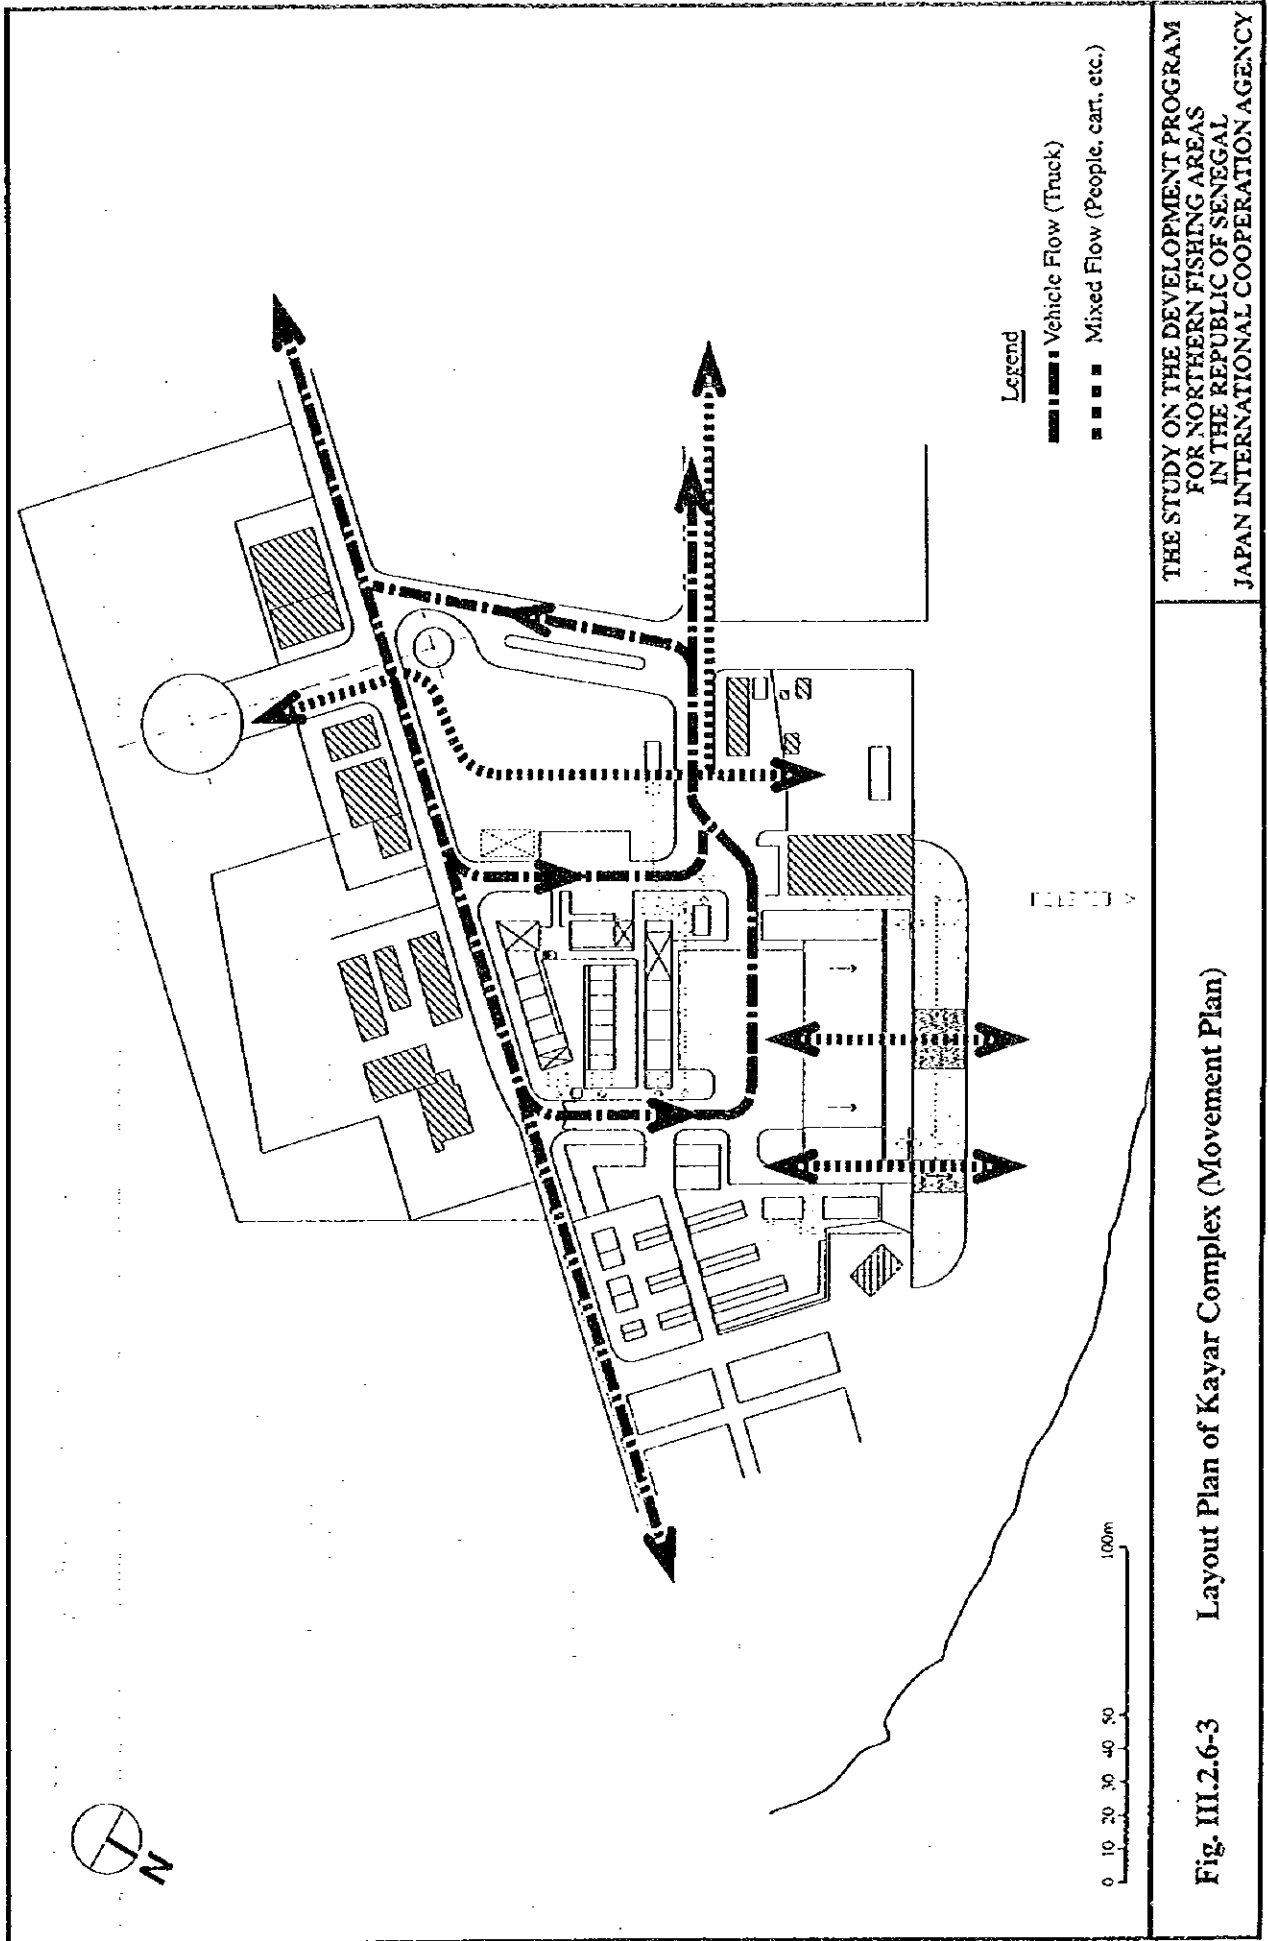 N
Legend
Vehicle Flow (Truck)
Mixed Flow (People, cart, etc.)
0 10 20 30 40 50 100m
Fig. III.2.6-3 Layout Plan of Kayar Complex (Movement Plan)
THE STUDY ON THE DEVELOPMENT PROGRAM
FOR NORTHERN FISHING AREAS
IN THE REPUBLIC OF SENEGAL
JAPAN INTERNATIONAL COOPERATION AGENCY